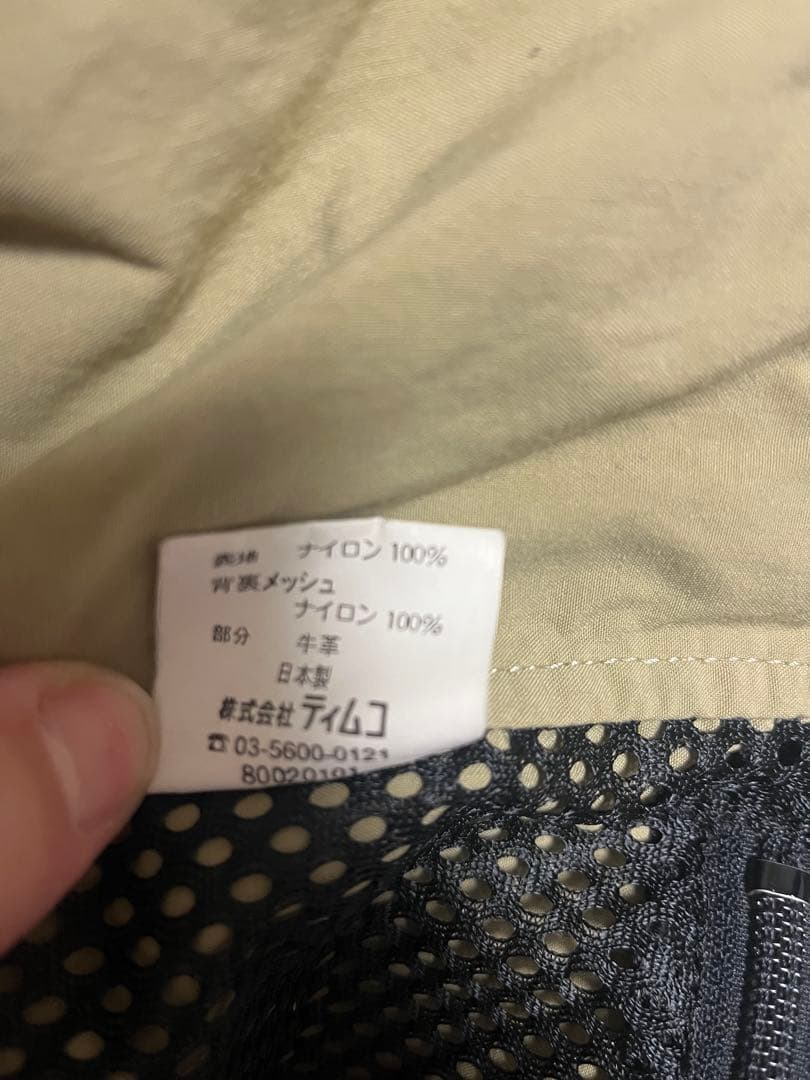 表地 ナイロン 100%
背裏メッシュ
ナイロン 100%
部分 牛革
日本製
株式会社 ティムコ
☎ 03-5600-0121